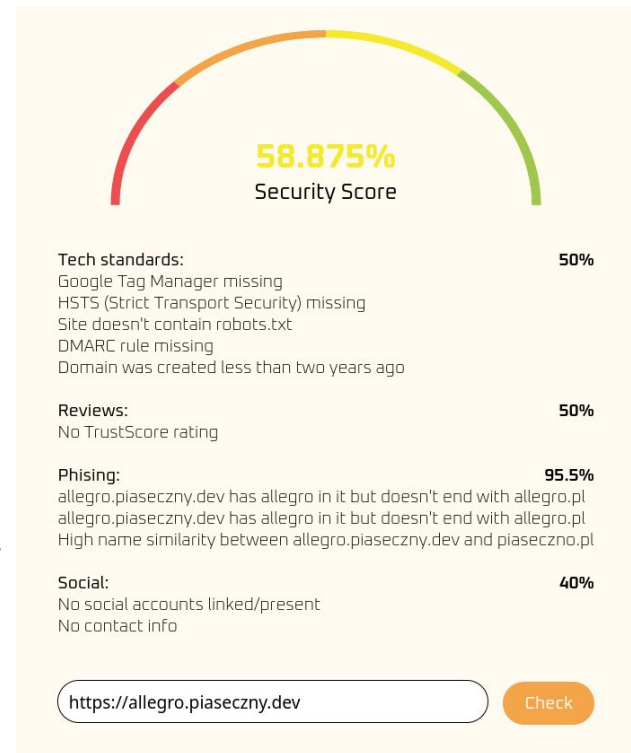 58.875%
Security Score
Tech standards: 50%
Google Tag Manager missing
HSTS (Strict Transport Security) missing
Site doesn't contain robots.txt
DMARC rule missing
Domain was created less than two years ago
Reviews: 50%
No TrustScore rating
Phising: 95.5%
allegro.piaseczny.dev has allegro in it but doesn't end with allegro.pl
allegro.piaseczny.dev has allegro in it but doesn't end with allegro.pl
High name similarity between allegro.piaseczny.dev and piaseczno.pl
Social: 40%
No social accounts linked/present
No contact info
https://allegro.piaseczny.dev Check